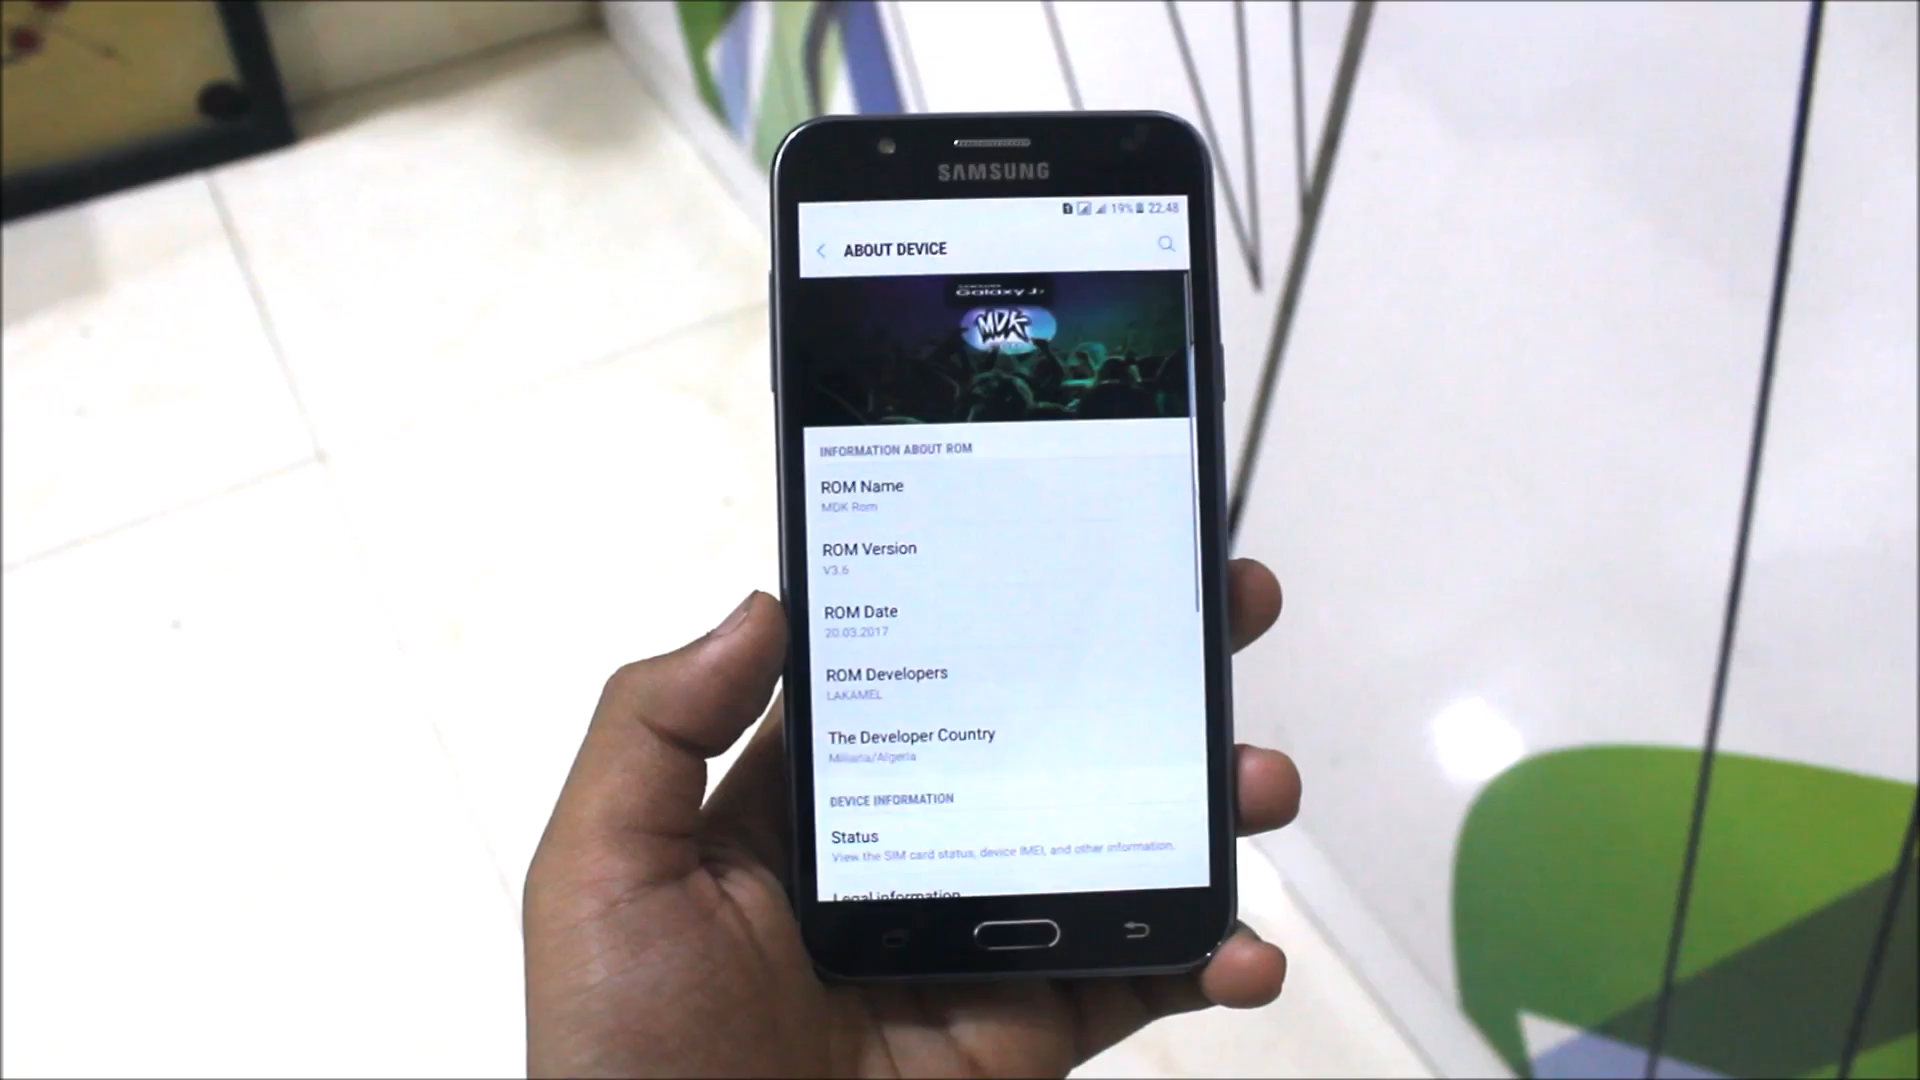 SAMSUNG
19% 22:48
ABOUT DEVICE
Galaxy J7
MDK
INFORMATION ABOUT ROM
ROM Name
MDK Rom
ROM Version
V3.6
ROM Date
20.03.2017
ROM Developers
LAKAMEL
The Developer Country
Miliana/Algeria
DEVICE INFORMATION
Status
View the SIM card status, device IMEI, and other information.
Legal information